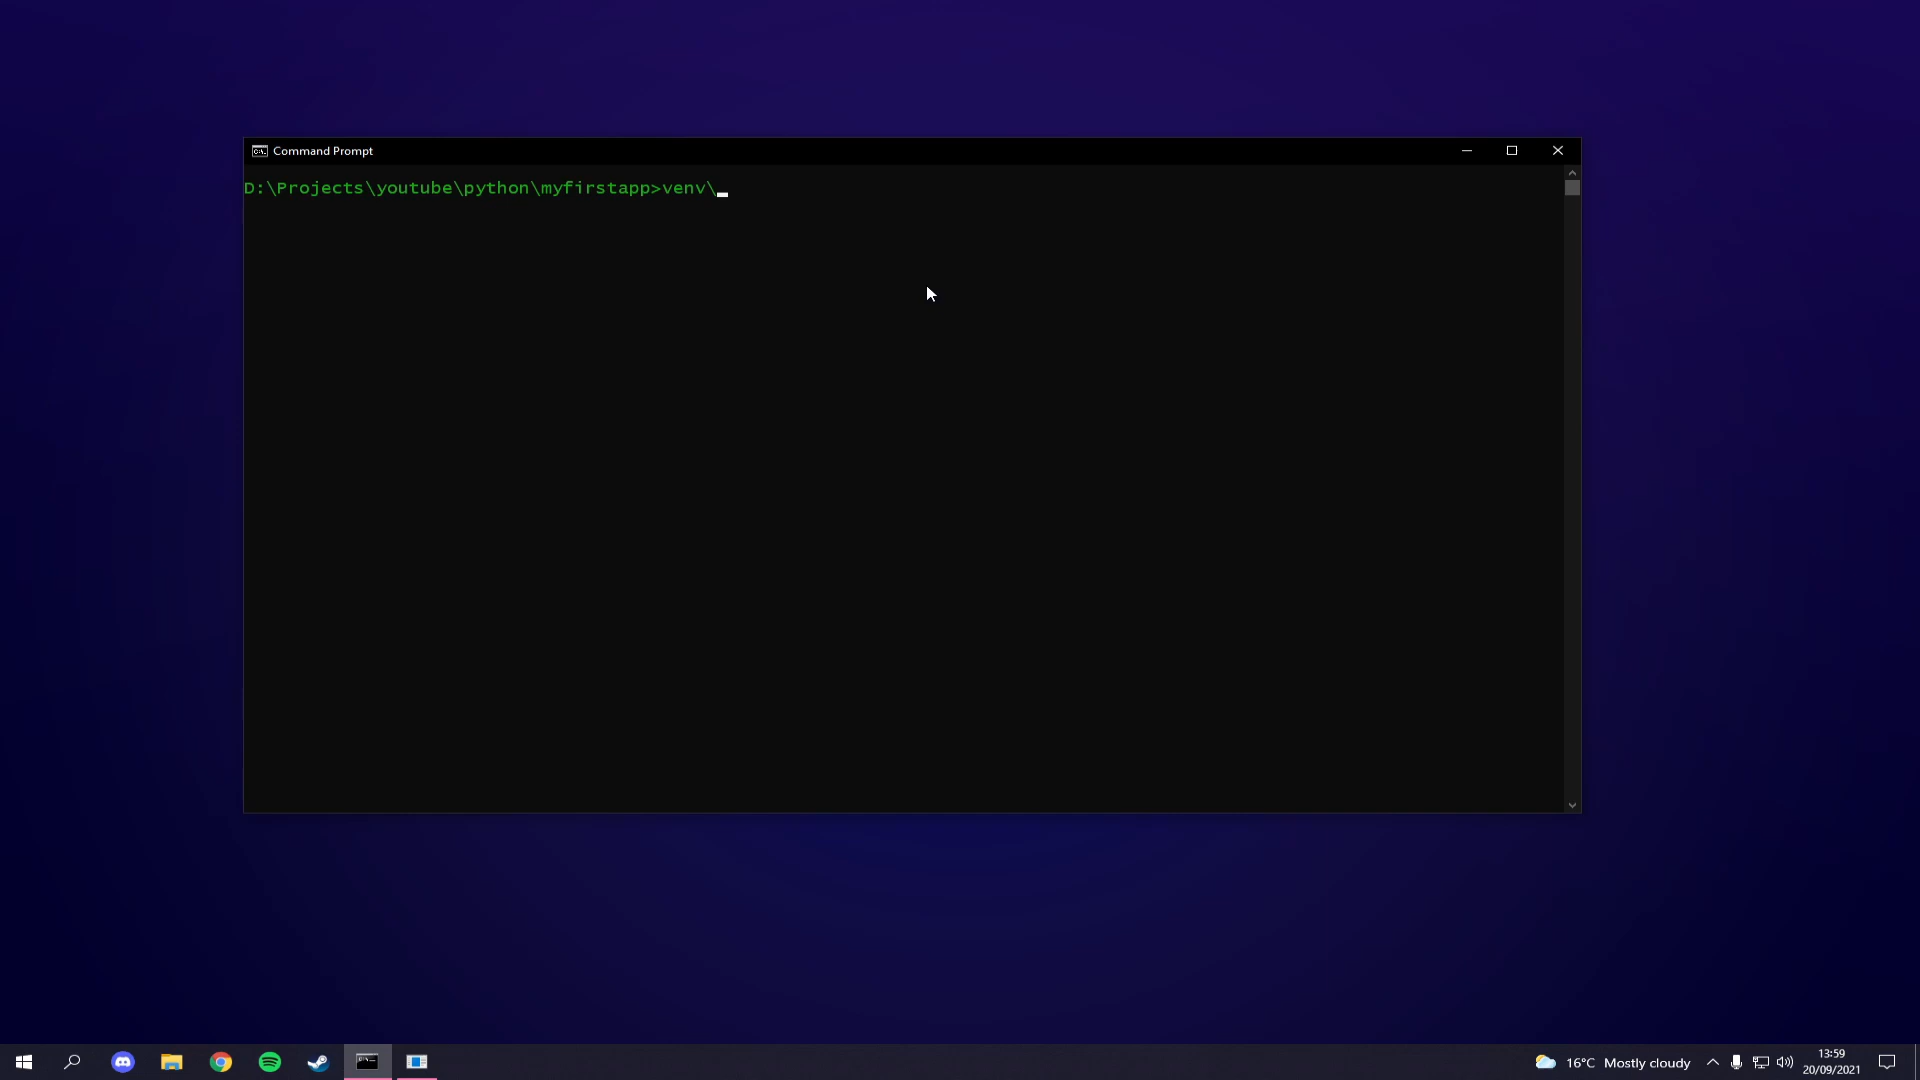 Command Prompt
D:\Projects\youtube\python\myfirstapp>venv\
16°C Mostly cloudy
13:59
20/09/2021